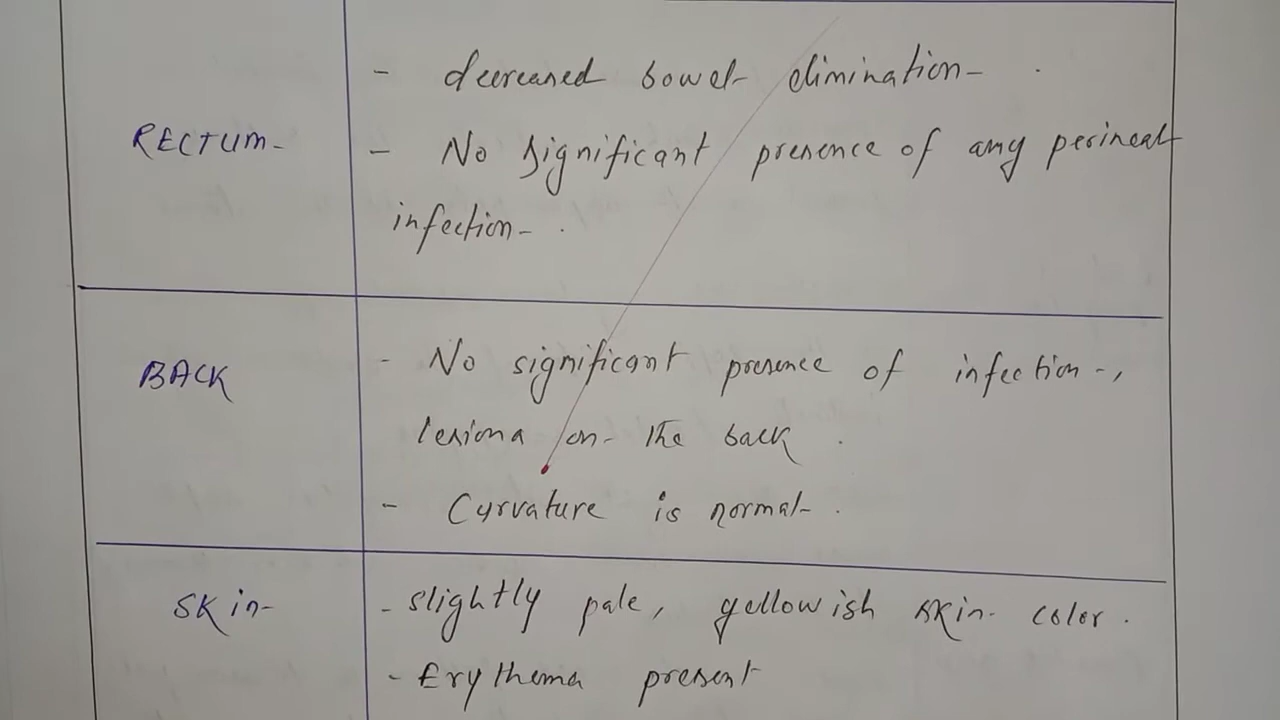 - decreased bowel elimination
RECTUM - No significant presence of any perineal
infection.
BACK - No significant presence of infection,
lesions on the back.
- Curvature is normal.
Skin - slightly pale, yellowish skin color.
- Erythema present